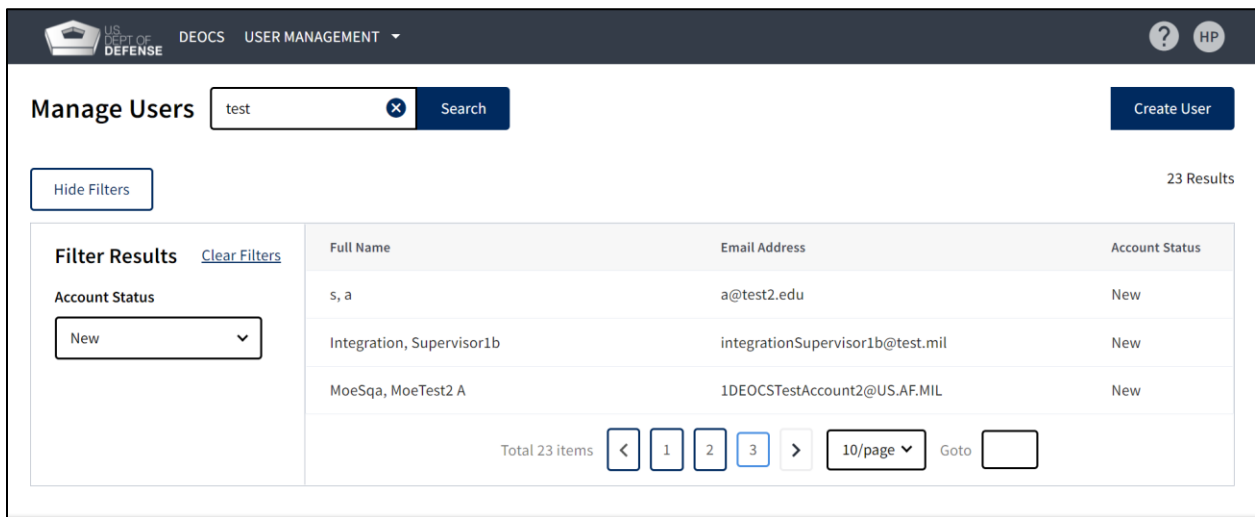 U.S.
DEPT OF
DEFENSE
DEOCS USER MANAGEMENT
? HP
Manage Users test Search Create User
Hide Filters 23 Results
Filter Results Clear Filters
Account Status
New
Full Name Email Address Account Status
s, a a@test2.edu New
Integration, Supervisor1b integrationSupervisor1b@test.mil New
MoeSqa, MoeTest2 A 1DEOCSTestAccount2@US.AF.MIL New
Total 23 items < 1 2 3 > 10/page Goto